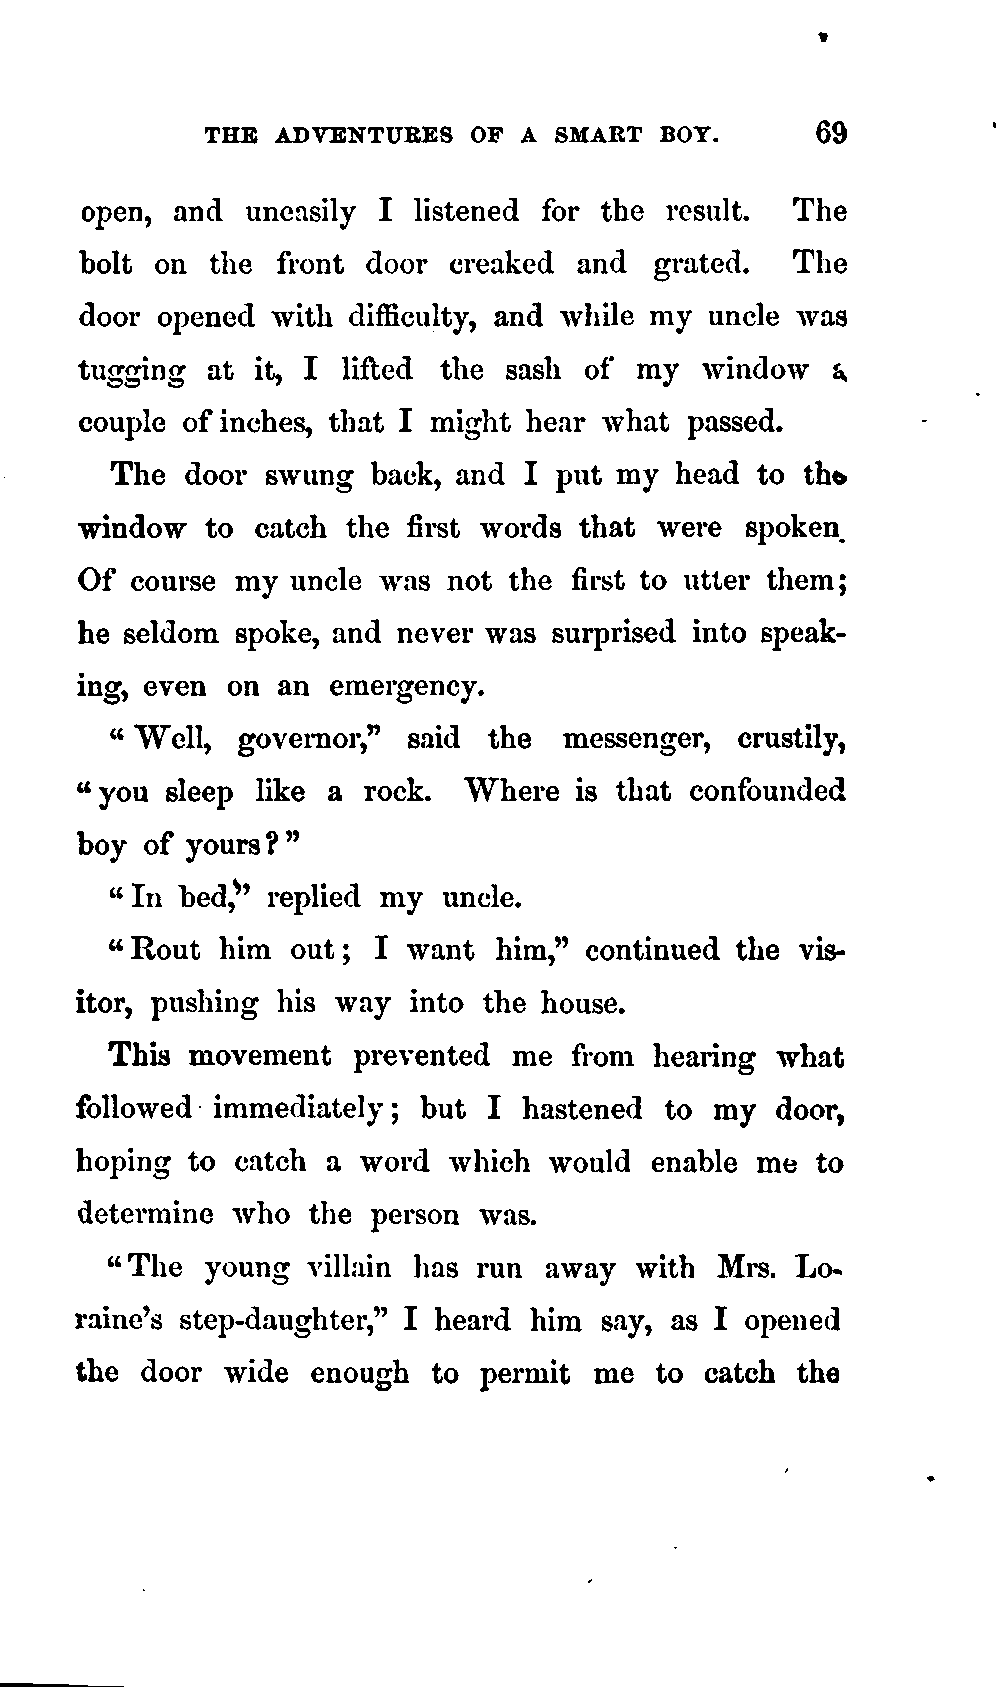 THE ADVENTURES OF A SMART BOY. 69
open, and uneasily I listened for the result. The
bolt on the front door creaked and grated. The
door opened with difficulty, and while my uncle was
tugging at it, I lifted the sash of my window a
couple of inches, that I might hear what passed.
The door swung back, and I put my head to the
window to catch the first words that were spoken.
Of course my uncle was not the first to utter them;
he seldom spoke, and never was surprised into speak-
ing, even on an emergency.
"Well, governor," said the messenger, crustily,
"you sleep like a rock. Where is that confounded
boy of yours?"
"In bed," replied my uncle.
"Rout him out; I want him," continued the vis-
itor, pushing his way into the house.
This movement prevented me from hearing what
followed immediately; but I hastened to my door,
hoping to catch a word which would enable me to
determine who the person was.
"The young villain has run away with Mrs. Lo-
raine's step-daughter," I heard him say, as I opened
the door wide enough to permit me to catch the